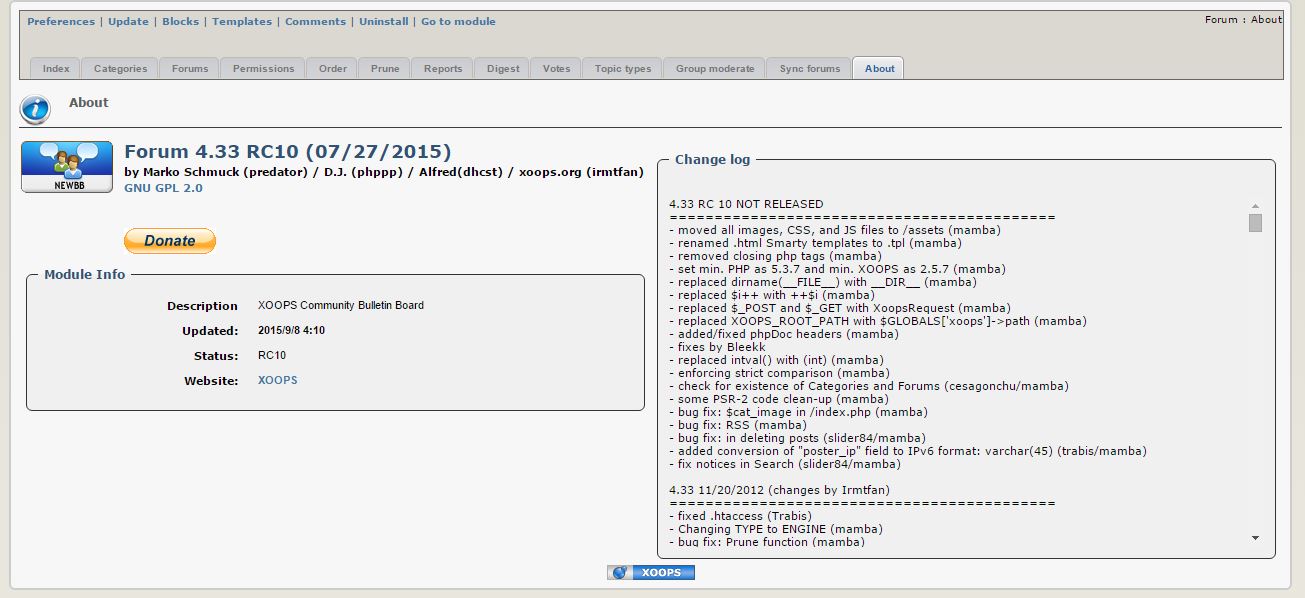 Preferences | Update | Blocks | Templates | Comments | Uninstall | Go to module
Forum : About
Index Categories Forums Permissions Order Prune Reports Digest Votes Topic types Group moderate Sync forums About
About
NEWBB
Forum 4.33 RC10 (07/27/2015)
by Marko Schmuck (predator) / D.J. (phppp) / Alfred(dhcst) / xoops.org (irmtfan)
GNU GPL 2.0
Donate
Module Info
Description XOOPS Community Bulletin Board
Updated: 2015/9/8 4:10
Status: RC10
Website: XOOPS
Change log
4.33 RC 10 NOT RELEASED
===========================================
- moved all images, CSS, and JS files to /assets (mamba)
- renamed .html Smarty templates to .tpl (mamba)
- removed closing php tags (mamba)
- set min. PHP as 5.3.7 and min. XOOPS as 2.5.7 (mamba)
- replaced dirname(__FILE__) with __DIR__ (mamba)
- replaced $i++ with ++$i (mamba)
- replaced $_POST and $_GET with XoopsRequest (mamba)
- replaced XOOPS_ROOT_PATH with $GLOBALS['xoops']->path (mamba)
- added/fixed phpDoc headers (mamba)
- fixes by Bleekk
- replaced intval() with (int) (mamba)
- enforcing strict comparison (mamba)
- check for existence of Categories and Forums (cesagonchu/mamba)
- some PSR-2 code clean-up (mamba)
- bug fix: $cat_image in /index.php (mamba)
- bug fix: RSS (mamba)
- bug fix: in deleting posts (slider84/mamba)
- added conversion of "poster_ip" field to IPv6 format: varchar(45) (trabis/mamba)
- fix notices in Search (slider84/mamba)
4.33 11/20/2012 (changes by Irmtfan)
===========================================
- fixed .htaccess (Trabis)
- Changing TYPE to ENGINE (mamba)
- bug fix: Prune function (mamba)
XOOPS